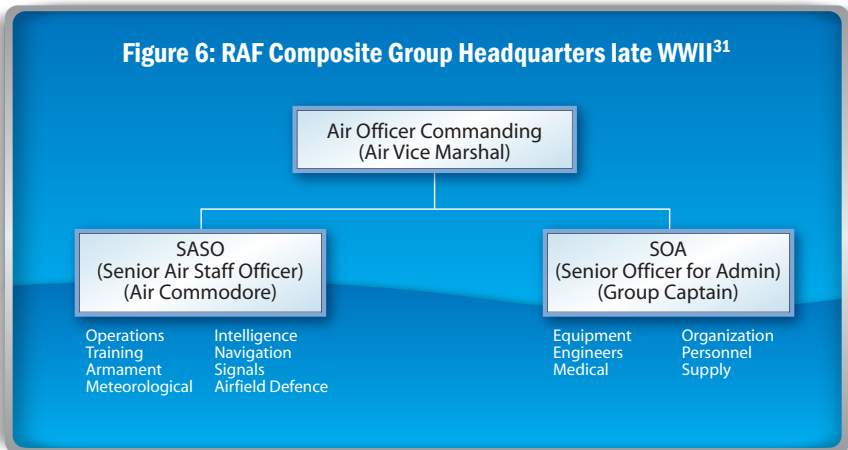 Figure 6: RAF Composite Group Headquarters late WWII31
Air Officer Commanding
(Air Vice Marshal)
SASO
(Senior Air Staff Officer)
(Air Commodore)
SOA
(Senior Officer for Admin)
(Group Captain)
Operations
Training
Armament
Meteorological
Intelligence
Navigation
Signals
Airfield Defence
Equipment
Engineers
Medical
Organization
Personnel
Supply